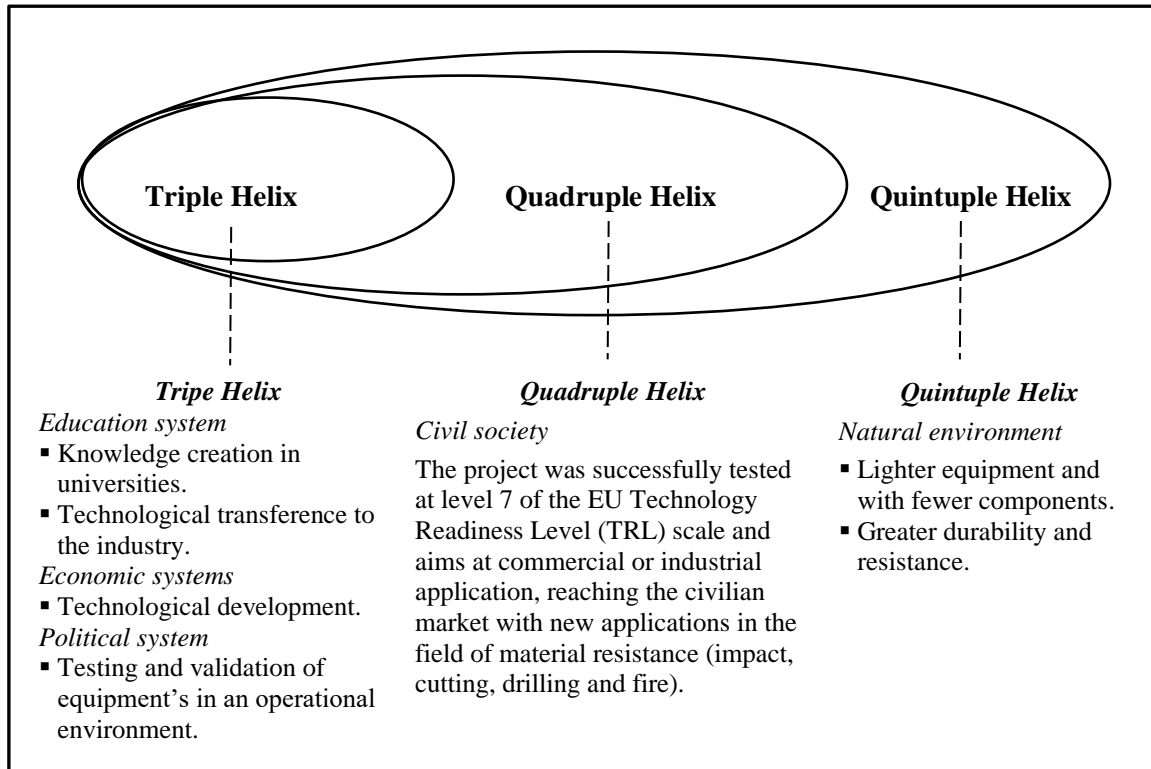 Triple Helix
Quadruple Helix
Quintuple Helix
Tripe Helix
Education system
▪ Knowledge creation in
universities.
▪ Technological transference to
the industry.
Economic systems
▪ Technological development.
Political system
▪ Testing and validation of
equipment's in an operational
environment.
Quadruple Helix
Civil society
The project was successfully tested
at level 7 of the EU Technology
Readiness Level (TRL) scale and
aims at commercial or industrial
application, reaching the civilian
market with new applications in the
field of material resistance (impact,
cutting, drilling and fire).
Quintuple Helix
Natural environment
▪ Lighter equipment and
with fewer components.
▪ Greater durability and
resistance.